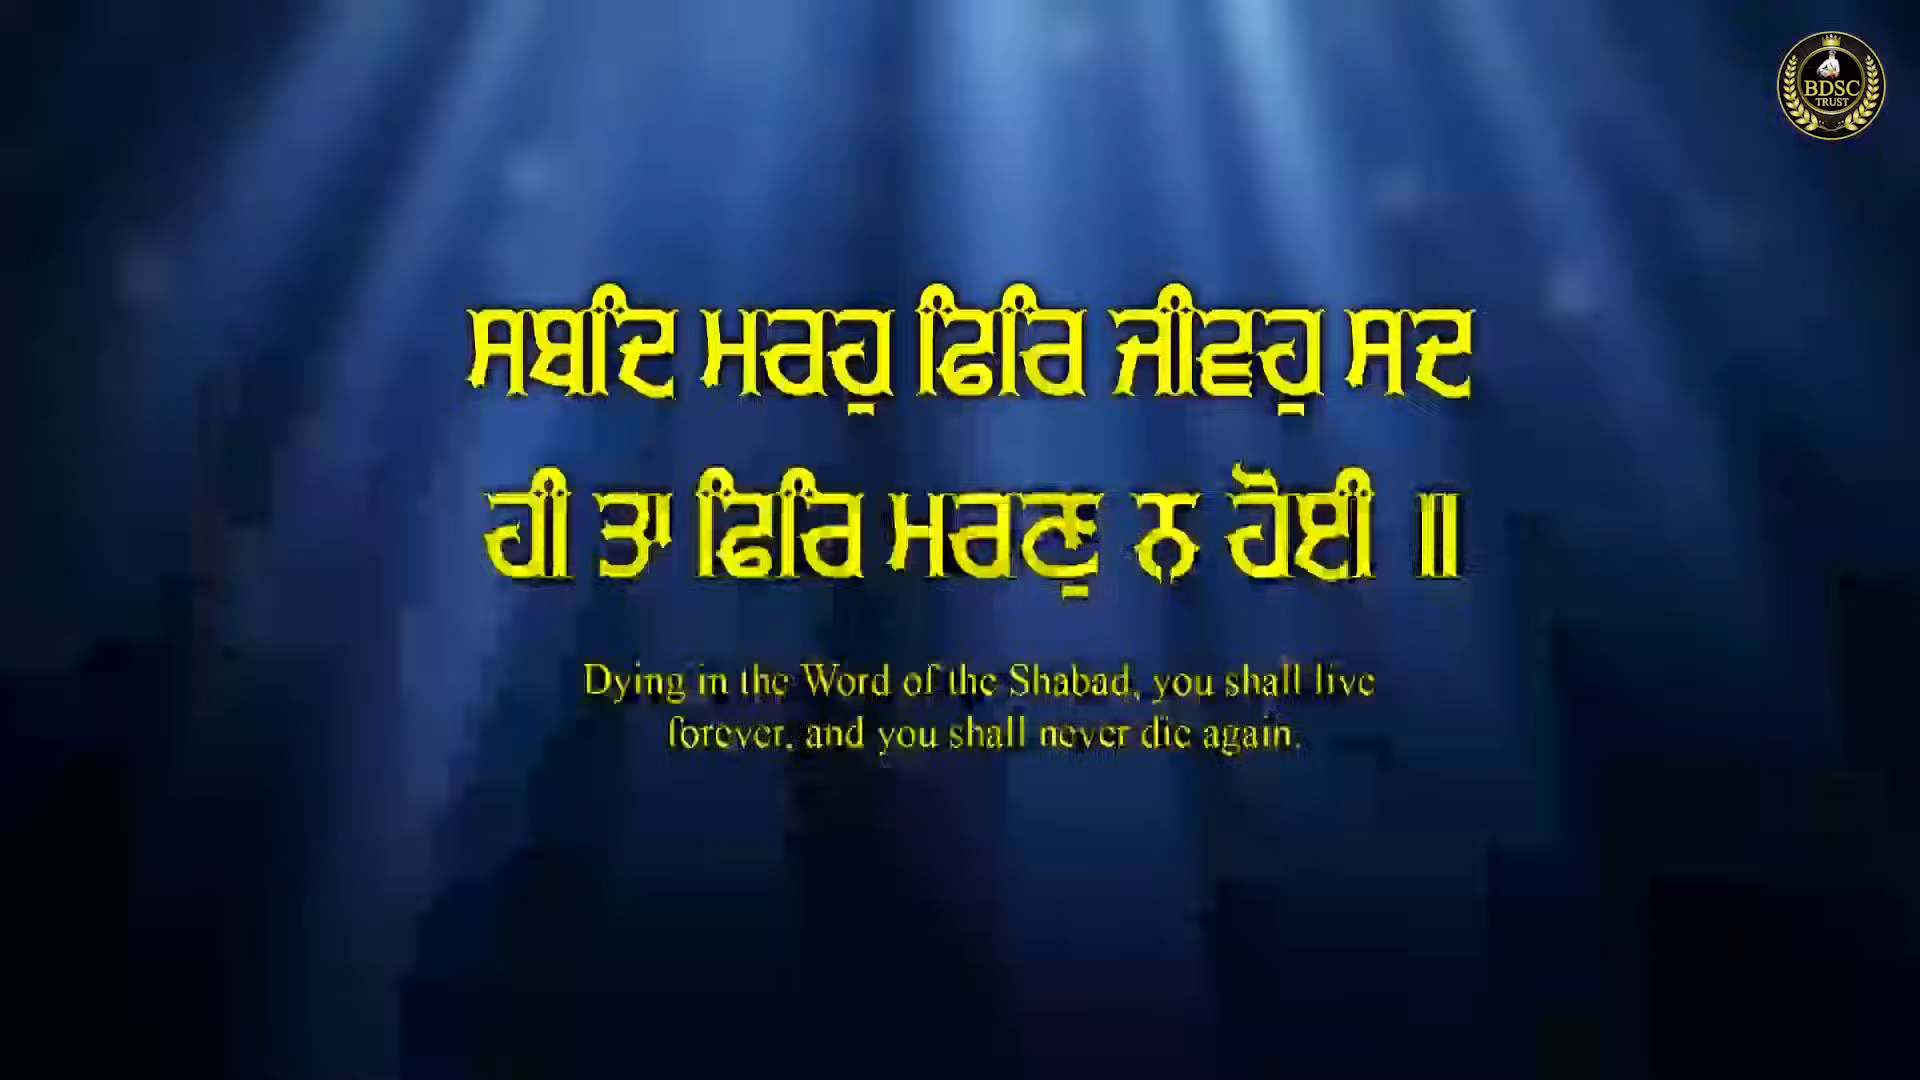 BDSC
TRUST
ਸਬਦਿ ਮਰਹੁ ਫਿਰਿ ਜੀਵਹੁ ਸਦ
ਹੀ ਤਾ ਫਿਰਿ ਮਰਣੁ ਨ ਹੋਈ ॥
Dying in the Word of the Shabad, you shall live
forever, and you shall never die again.